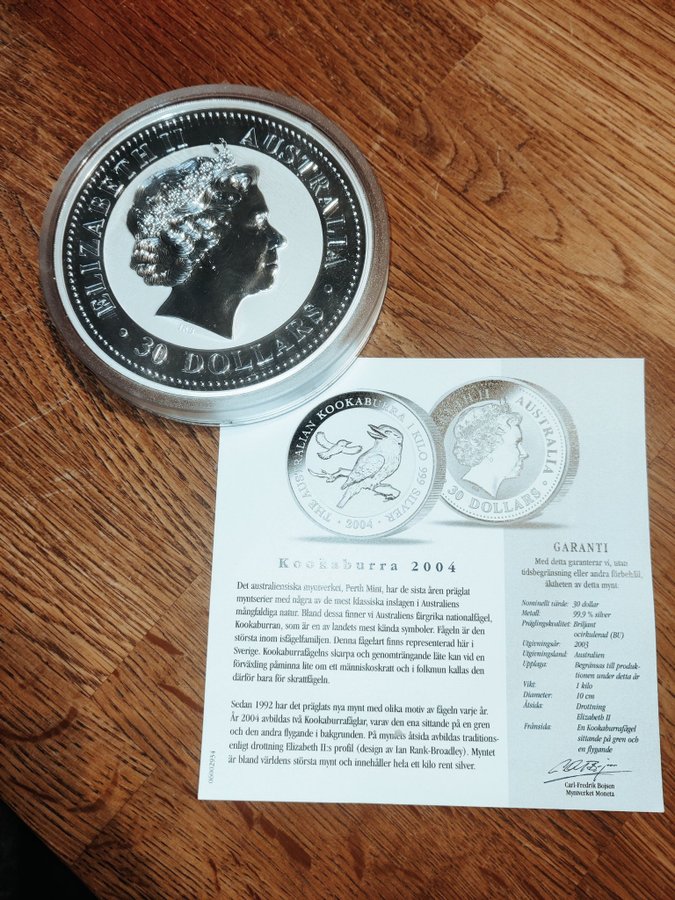 ELIZABETH II AUSTRALIA
• 30 DOLLARS •
IRB
THE AUSTRALIAN KOOKABURRA 1 KILO 999 SILVER
• 2004 •
TH II AUSTRALIA
30 DOLLARS •
Kookaburra 2004
Det australiensiska myntverket, Perth Mint, har de sista åren präglat
myntserier med några av de mest klassiska inslagen i Australiens
mångfaldiga natur. Bland dessa finner vi Australiens färgrika nationalfågel,
Kookaburran, som är en av landets mest kända symboler. Fågeln är den
största inom isfågelfamiljen. Denna fågelart finns representerad här i
Sverige. Kookaburrafågelns skarpa och genomträngande läte kan vid en
förväxling påminna lite om ett människoskratt och i folkmun kallas den
därför bara för skrattfågeln.
Sedan 1992 har det präglats nya mynt med olika motiv av fågeln varje år.
År 2004 avbildas två Kookaburrafåglar, varav den ena sittande på en gren
och den andra flygande i bakgrunden. På myntets åtsida avbildas traditions-
enligt drottning Elizabeth II:s profil (design av Ian Rank-Broadley). Myntet
är bland världens största mynt och innehåller hela ett kilo rent silver.
GARANTI
Med detta garanterar vi, utan
tidsbegränsning eller andra förbehåll,
äktheten av detta mynt.
Nominellt värde: 30 dollar
Metall: 99,9 % silver
Präglingskvalitet: Briljant
ocirkulerad (BU)
Utgivningsår: 2003
Utgivningsland: Australien
Upplaga: Begränsas till produk-
tionen under detta år
Vikt: 1 kilo
Diameter: 10 cm
Åtsida: Drottning
Elizabeth II
Frånsida: En Kookaburrafågel
sittande på gren och
en flygande
Carl-Fredrik Bojsen
Myntverket Moneta